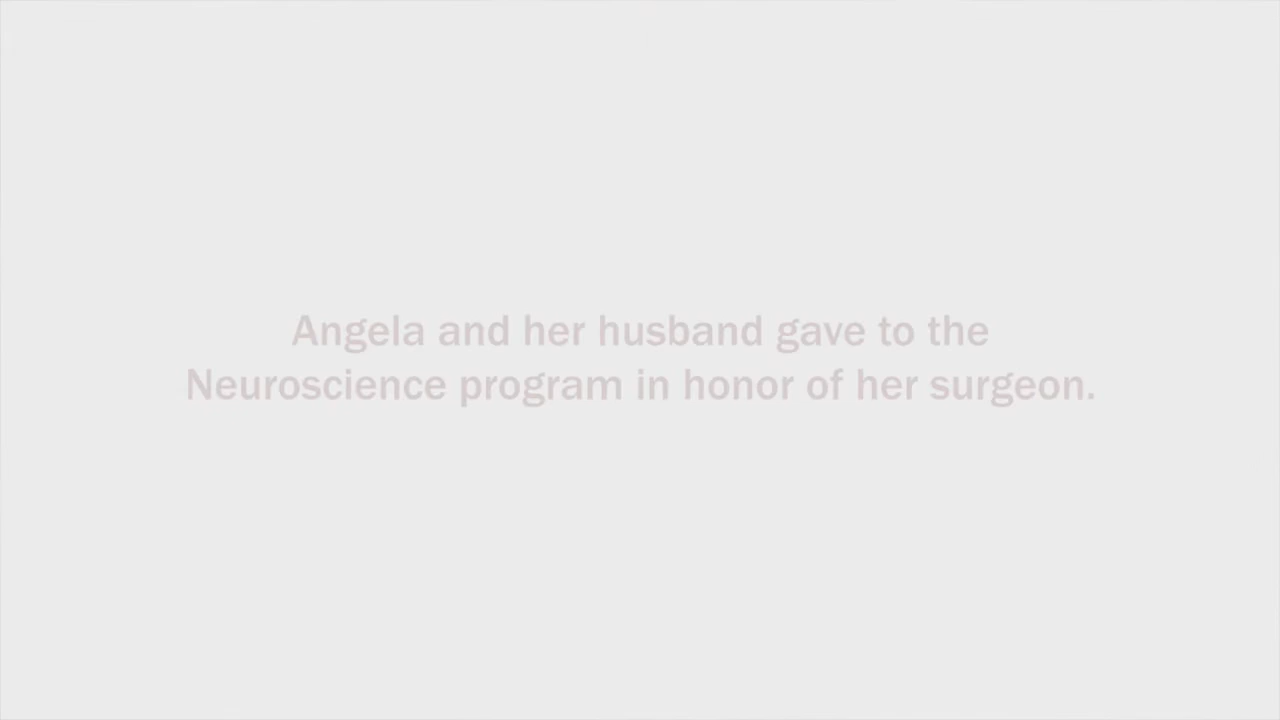 Angela and her husband gave to the
Neuroscience program in honor of her surgeon.